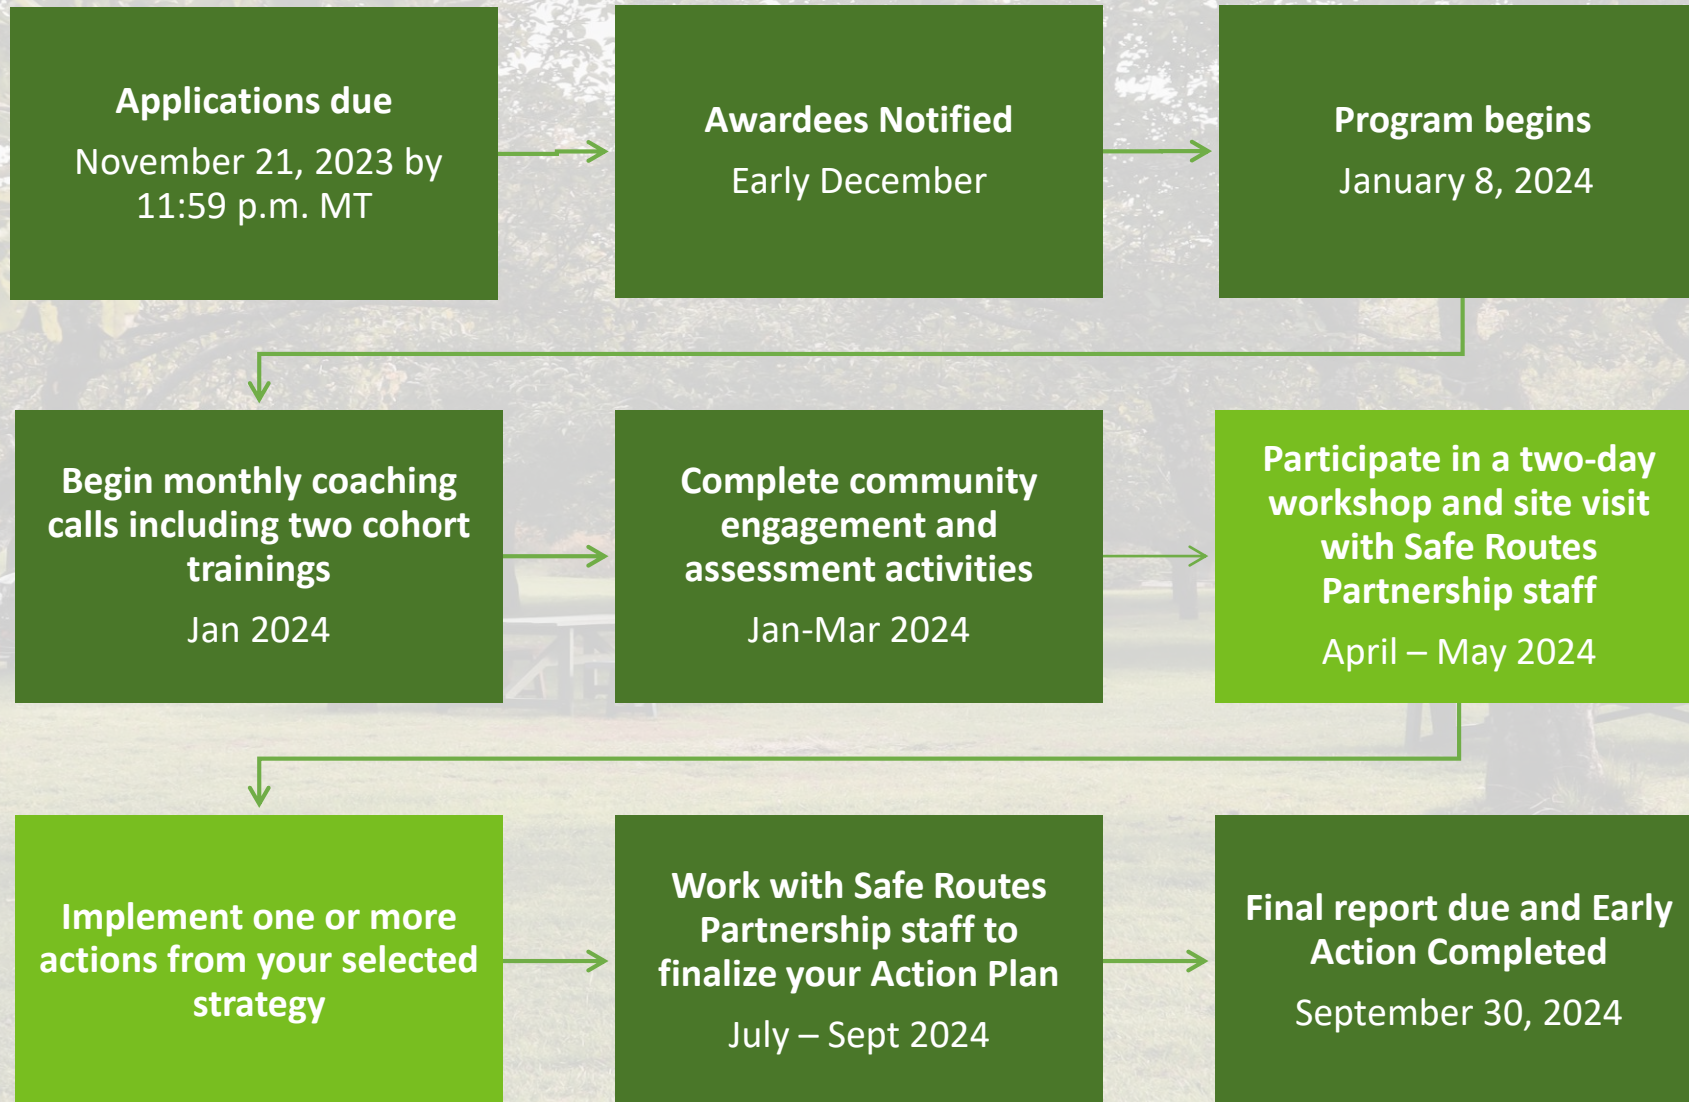 Applications due
November 21, 2023 by
11:59 p.m. MT
Awardees Notified
Early December
Program begins
January 8, 2024
Begin monthly coaching
calls including two cohort
trainings
Jan 2024
Complete community
engagement and
assessment activities
Jan-Mar 2024
Participate in a two-day
workshop and site visit
with Safe Routes
Partnership staff
April – May 2024
Implement one or more
actions from your selected
strategy
Work with Safe Routes
Partnership staff to
finalize your Action Plan
July – Sept 2024
Final report due and Early
Action Completed
September 30, 2024